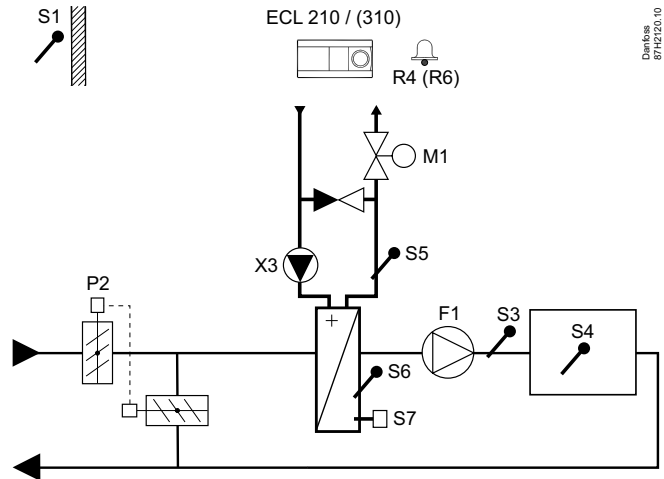 S1
ECL 210 / (310)
Danfoss
87H2120.10
R4 (R6)
M1
X3
S5
P2
F1
S3
S4
S6
S7